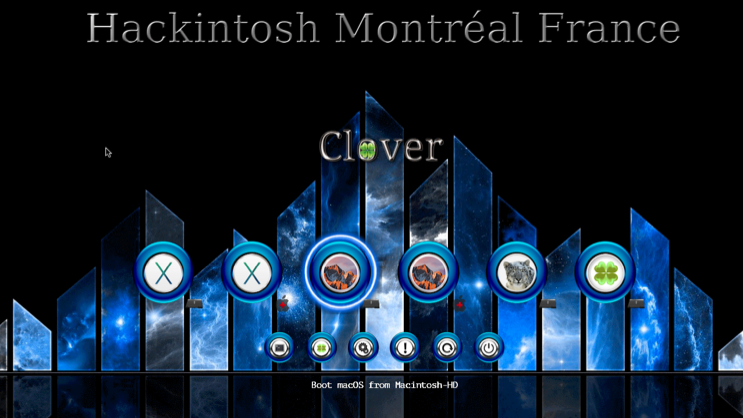 Hackintosh Montréal France
Clover
X X
Boot macOS from Macintosh-HD